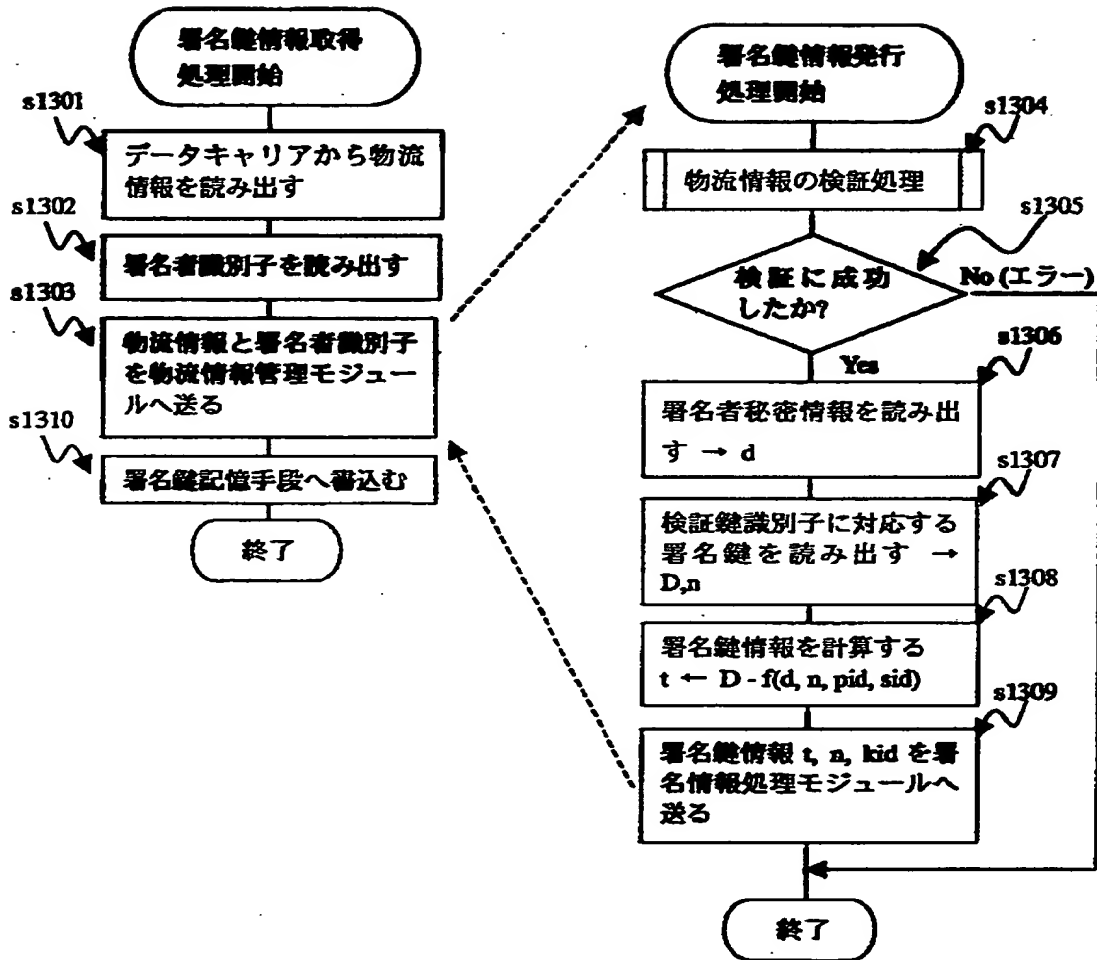 署名鍵情報取得
処理開始
s1301
データキャリアから物流
情報を読み出す
s1302
署名者識別子を読み出す
s1303
物流情報と署名者識別子
を物流情報管理モジュー
ルへ送る
s1310
署名鍵記憶手段へ書込む
終了
署名鍵情報発行
処理開始
s1304
物流情報の検証処理
s1305
検証に成功
したか?
No (エラー)
Yes
s1306
署名者秘密情報を読み出
す → d
s1307
検証鍵識別子に対応する
署名鍵を読み出す →
D,n
s1308
署名鍵情報を計算する
t ← D - f(d, n, pid, sid)
s1309
署名鍵情報 t, n, kid を署
名情報処理モジュールへ
送る
終了